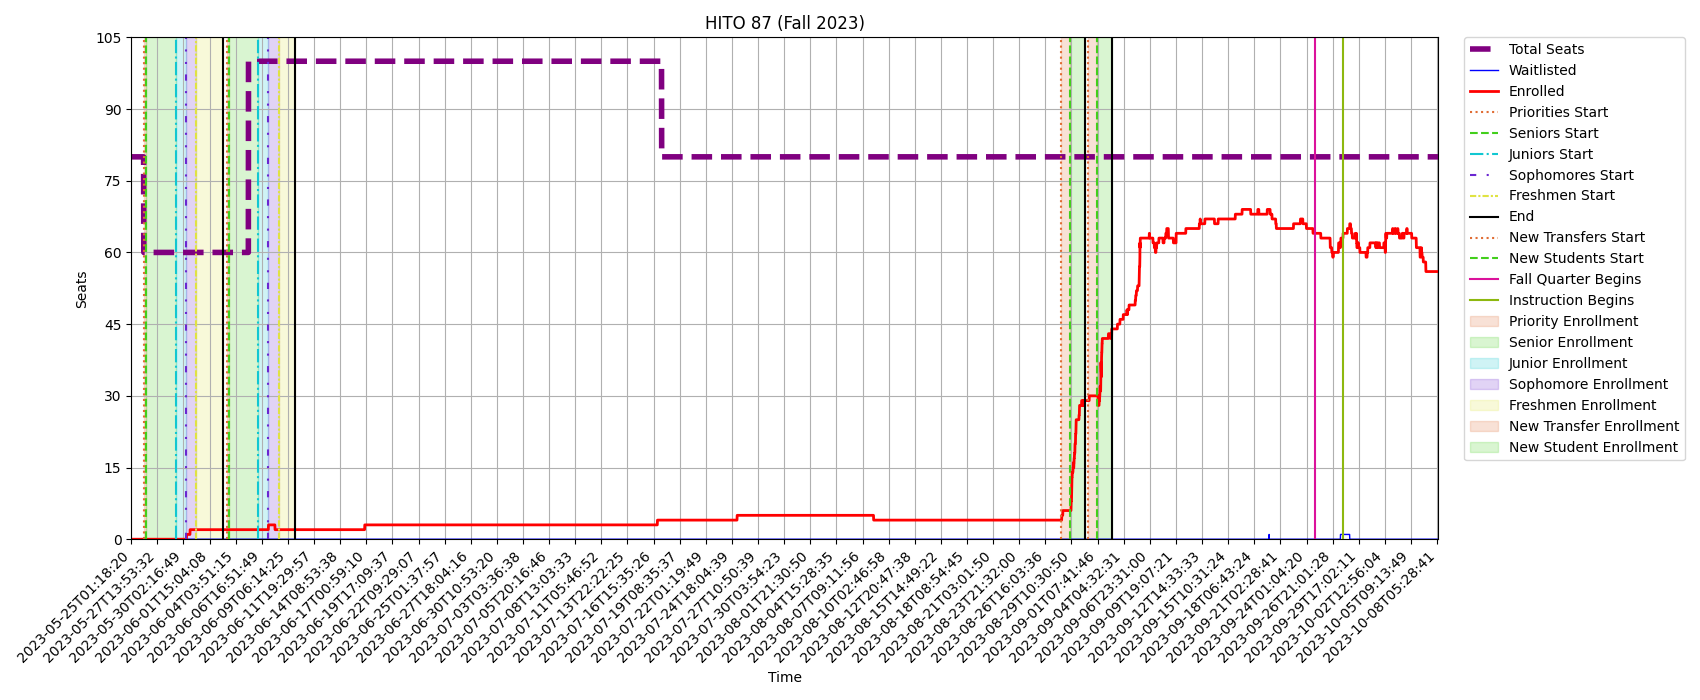 HITO 87 (Fall 2023)
105
90
75
60
45
30
15
0
Seats
2023-05-25T01:18:20
2023-05-27T13:53:32
2023-05-30T02:16:49
2023-06-01T15:04:08
2023-06-04T03:51:15
2023-06-06T16:51:49
2023-06-09T06:14:25
2023-06-11T19:29:57
2023-06-14T08:53:38
2023-06-17T00:59:10
2023-06-19T17:09:37
2023-06-22T09:29:07
2023-06-25T01:37:57
2023-06-27T18:04:16
2023-06-30T10:53:20
2023-07-03T03:36:38
2023-07-05T20:16:46
2023-07-08T13:03:33
2023-07-11T05:46:52
2023-07-13T22:22:25
2023-07-16T15:35:26
2023-07-19T08:35:37
2023-07-22T01:19:49
2023-07-24T18:04:39
2023-07-27T10:50:39
2023-07-30T03:54:23
2023-08-01T21:30:50
2023-08-04T15:28:35
2023-08-07T09:11:56
2023-08-10T02:46:58
2023-08-12T20:47:38
2023-08-15T14:49:22
2023-08-18T08:54:45
2023-08-21T03:01:50
2023-08-23T21:32:00
2023-08-26T16:03:36
2023-08-29T10:30:50
2023-09-01T07:41:46
2023-09-04T04:32:31
2023-09-06T23:31:00
2023-09-09T19:07:21
2023-09-12T14:33:33
2023-09-15T10:31:24
2023-09-18T06:43:24
2023-09-21T02:28:41
2023-09-24T01:04:20
2023-09-26T21:01:28
2023-09-29T17:02:11
2023-10-02T12:56:04
2023-10-05T09:13:49
2023-10-08T05:28:41
Time
Total Seats
Waitlisted
Enrolled
Priorities Start
Seniors Start
Juniors Start
Sophomores Start
Freshmen Start
End
New Transfers Start
New Students Start
Fall Quarter Begins
Instruction Begins
Priority Enrollment
Senior Enrollment
Junior Enrollment
Sophomore Enrollment
Freshmen Enrollment
New Transfer Enrollment
New Student Enrollment